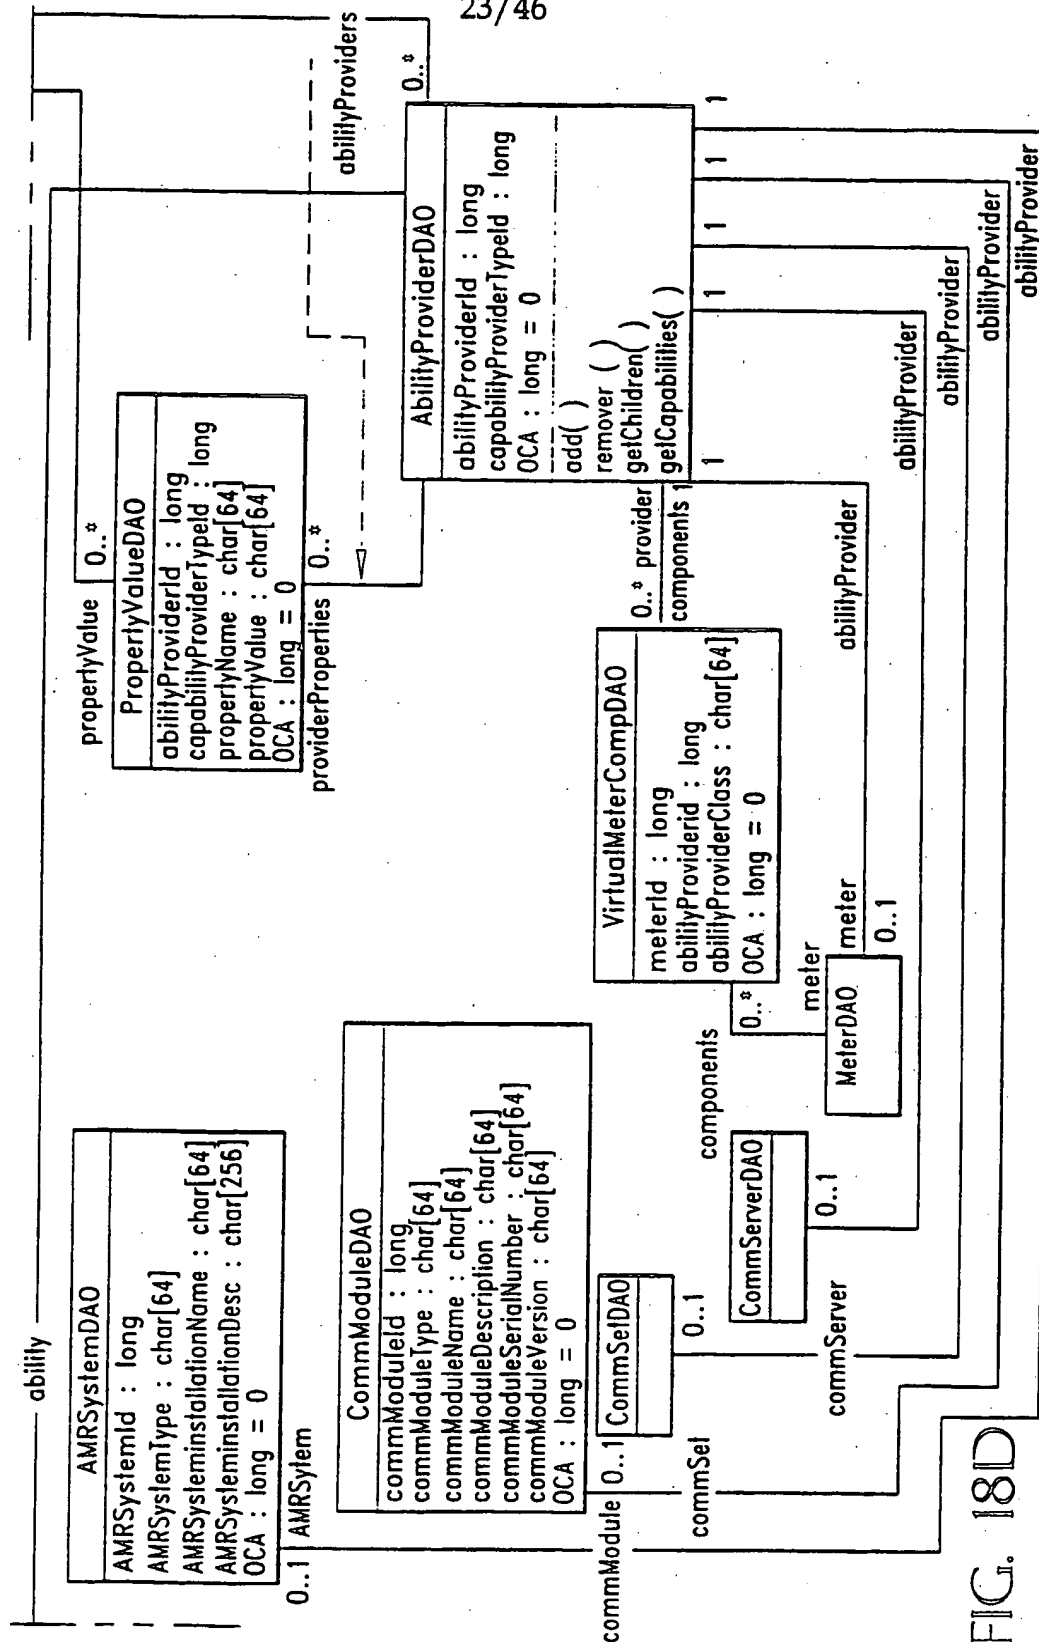 23/46
ability
propertyValue
0..*
PropertyValueDAO
abilityProviderId : long
capabilityProviderTypeId : long
propertyName : char[64]
propertyValue : char[64]
OCA : long = 0
providerProperties
0..*
abilityProviders
0..*
AbilityProviderDAO
abilityProviderId : long
capabilityProviderTypeId : long
OCA : long = 0
add( )
remover ( )
getChildren( )
getCapabilities( )
1
1
1
1
1
AMRSystemDAO
AMRSystemId : long
AMRSystemType : char[64]
AMRSysteminstallationName : char[64]
AMRSysteminstallationDesc : char[256]
OCA : long = 0
0..1 AMRSytem
CommModuleDAO
commModuleId : long
commModuleType : char[64]
commModuleName : char[64]
commModuleDescription : char[64]
commModuleSerialNumber : char[64]
commModuleVersion : char[64]
OCA : long = 0
commModule 0..1
CommSetDAO
0..1
commSet
VirtualMeterCompDAO
meterId : long
abilityProviderid : long
abilityProviderClass : char[64]
OCA : long = 0
0..* provider
components 1
0..*
components
meter
CommServerDAO
0..1
commServer
MeterDAO
meter
0..1
abilityProvider
abilityProvider
abilityProvider
abilityProvider
abilityProvider
FIG. 18D